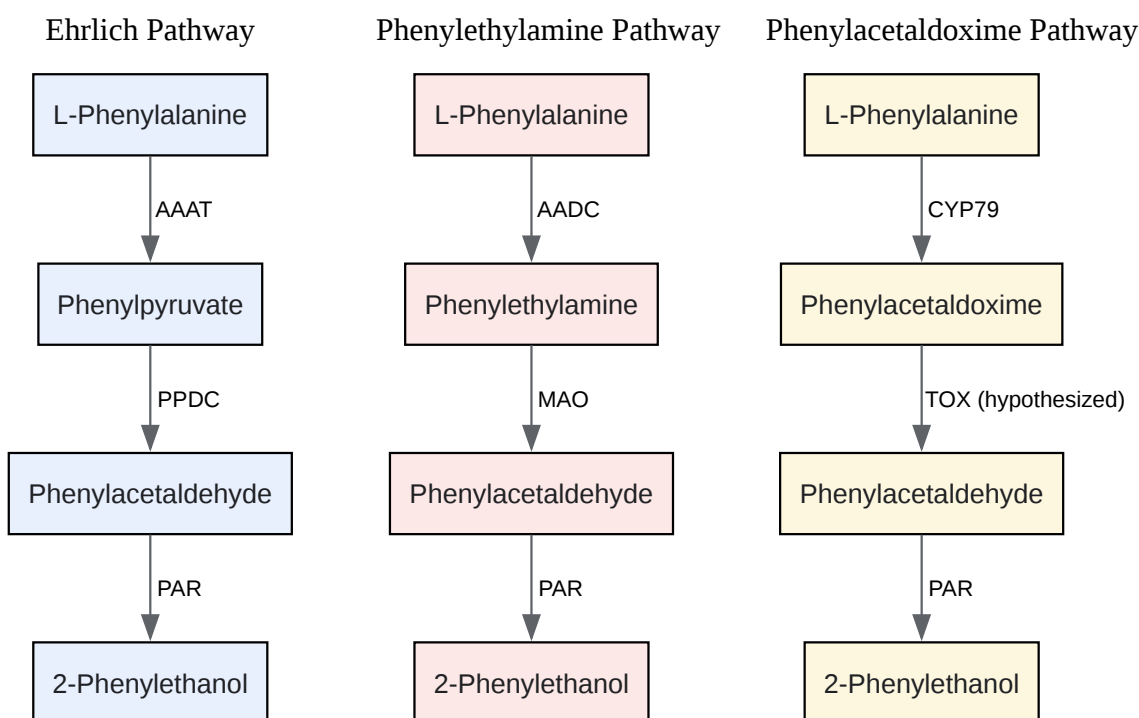 Ehrlich Pathway
Phenylethylamine Pathway
Phenylacetaldoxime Pathway
L-Phenylalanine
L-Phenylalanine
L-Phenylalanine
AAAT
AADC
CYP79
Phenylpyruvate
Phenylethylamine
Phenylacetaldoxime
PPDC
MAO
TOX (hypothesized)
Phenylacetaldehyde
Phenylacetaldehyde
Phenylacetaldehyde
PAR
PAR
PAR
2-Phenylethanol
2-Phenylethanol
2-Phenylethanol